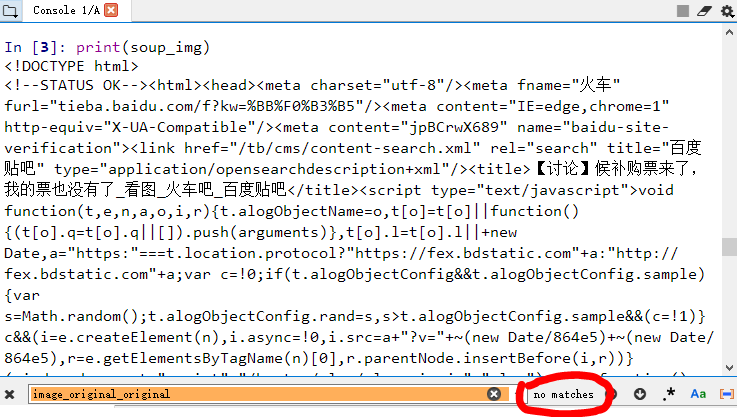 Console 1/A
In [3]: print(soup_img)
<!DOCTYPE html>
<!--STATUS OK--><html><head><meta charset="utf-8"/><meta fname="火车"
furl="tieba.baidu.com/f?kw=%BB%F0%B3%B5"/><meta content="IE=edge,chrome=1"
http-equiv="X-UA-Compatible"/><meta content="jpBCrwX689" name="baidu-site-
verification"><link href="/tb/cms/content-search.xml" rel="search" title="百度
贴吧" type="application/opensearchdescription+xml"/><title>【讨论】候补购票来了，
我的票也没有了_看图_火车吧_百度贴吧</title><script type="text/javascript">void
function(t,e,n,a,o,i,r){t.alogObjectName=o,t[o]=t[o]||function()
{(t[o].q=t[o].q||[]).push(arguments)},t[o].l=t[o].l||+new
Date,a="https:"===t.location.protocol?"https://fex.bdstatic.com"+a:"http://
fex.bdstatic.com"+a;var c=!0;if(t.alogObjectConfig&&t.alogObjectConfig.sample)
{var
s=Math.random();t.alogObjectConfig.rand=s,s>t.alogObjectConfig.sample&&(c=!1)}
c&&(i=e.createElement(n),i.async=!0,i.src=a+"?v="+~(new Date/864e5)+~(new Date/
864e5),r=e.getElementsByTagName(n)[0],r.parentNode.insertBefore(i,r))}
image_original_original
no matches
.*
Aa